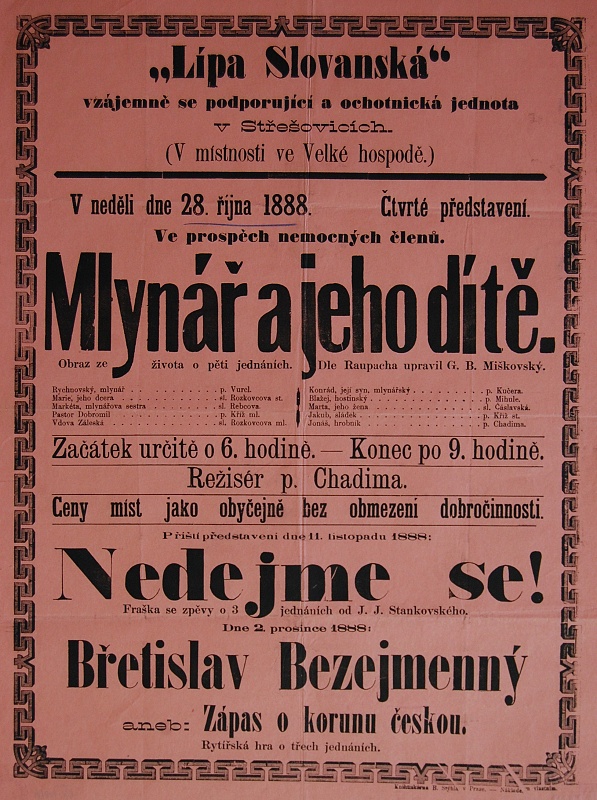 „Lípa Slovanská“
vzájemně se podporující a ochotnická jednota
v Střešovicích.
(V místnosti ve Velké hospodě.)
V neděli dne 28. října 1888. Čtvrté představení.
Ve prospěch nemocných členů.
Mlynář a jeho dítě.
Obraz ze života o pěti jednáních. Dle Raupacha upravil G. B. Miškovský.
Rychnovský, mlynář . . . p. Vurcl.
Marie, jeho dcera . . . sl. Rozkovcova st.
Markéta, mlynářova sestra . . . sl. Rebcova.
Pastor Dobromil . . . p. Kříž ml.
Vdova Záleská . . . sl. Rozkovcova ml.
Konrád, její syn, mlynářský . . . p. Kučera.
Blažej, hostinský . . . p. Mihule.
Marta, jeho žena . . . sl. Cáslavská.
Jakub, sládek . . . p. Kříž st.
Jonáš, hrobník . . . p. Chadima.
Začátek určitě o 6. hodině. — Konec po 9. hodině.
Režisér p. Chadima.
Ceny míst jako obyčejně bez obmezení dobročinnosti.
Příští představení dne 11. listopadu 1888:
Nedejme se!
Fraška se zpěvy o 3 jednáních od J. J. Stankovského.
Dne 2. prosince 1888:
Břetislav Bezejmenný
aneb: Zápas o korunu českou.
Rytířská hra o třech jednáních.
Knihtiskárna B. v Praze. — Nákladem vlastním.